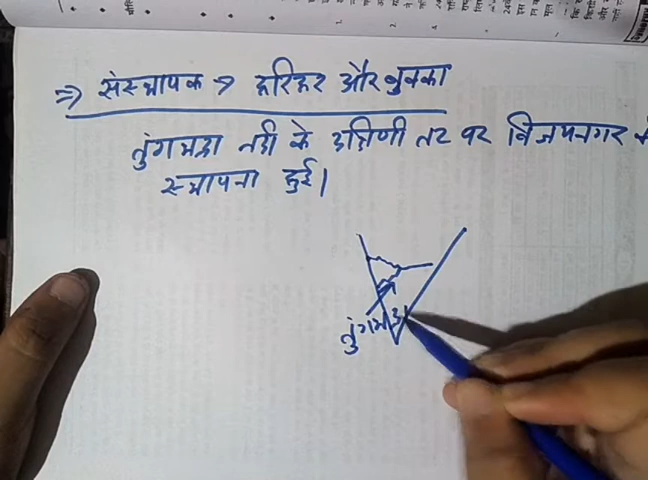 ⇒ संस्थापक → हरिहर और बुक्का
तुंगभद्रा नदी के दक्षिणी तट पर विजयनगर
स्थापना हुई।
तुंगभद्रा